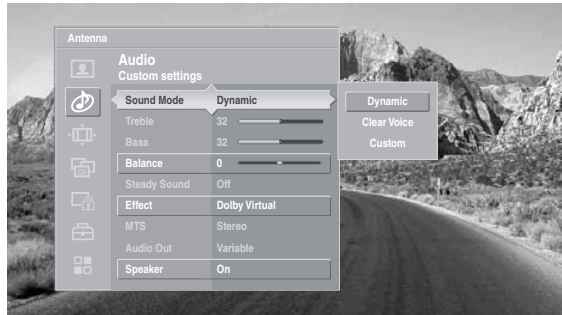 Antenna
Audio
Custom settings
Sound Mode Dynamic
Treble 32
Bass 32
Balance 0
Steady Sound Off
Effect Dolby Virtual
MTS Stereo
Audio Out Variable
Speaker On
Dynamic
Clear Voice
Custom
Ch